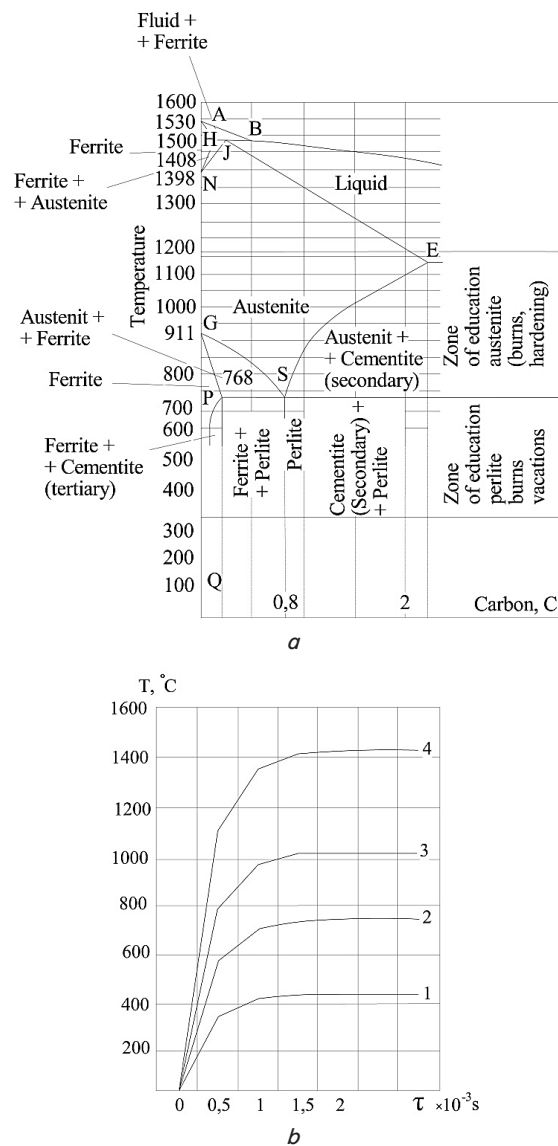 Fluid +
+ Ferrite
1600
1530
1500
1408
1398
1300
1200
1100
1000
911
800
700
600
500
400
300
200
100
Temperature
Ferrite
Ferrite +
+ Austenite
Austenit +
+ Ferrite
Ferrite
Ferrite +
+ Cementite
(tertiary)
A
B
H
J
N
Liquid
E
Austenite
G
768
S
P
Austenit +
+ Cementite
(secondary)
Ferrite +
+ Perlite
Perlite
Cementite
(Secondary) +
+ Perlite
Zone
of education
austenite
(burns,
hardening)
Zone
of education
perlite
burns
vacations
Q
0,8
2
Carbon, C
a
T, °C
1600
1400
1200
1000
800
600
400
200
4
3
2
1
0 0,5 1 1,5 2 τ ×10⁻³s
b